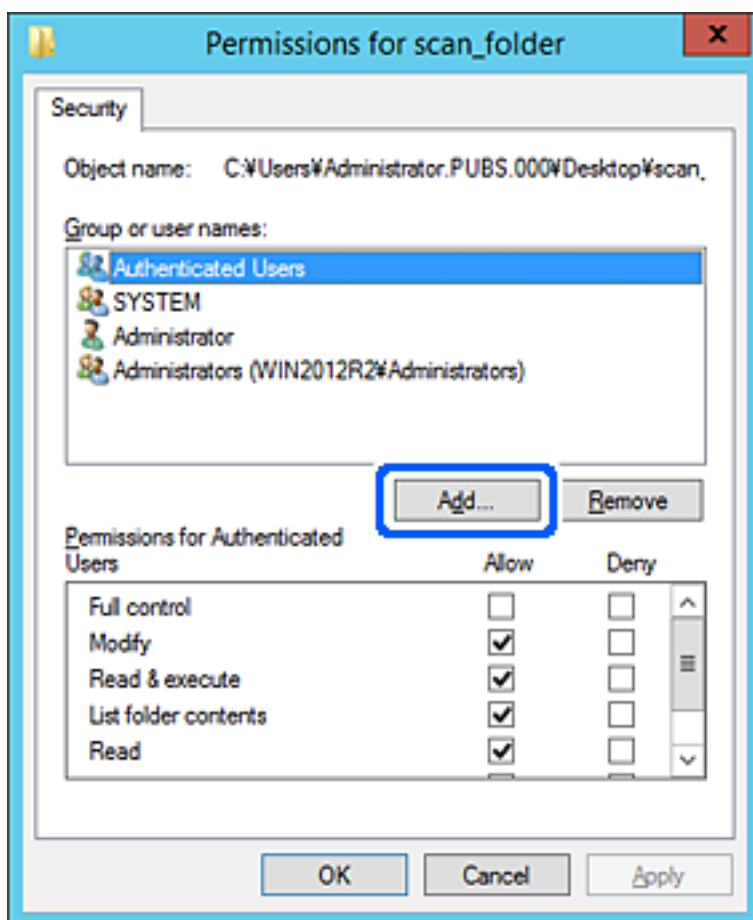 Permissions for scan_folder
x
Security
Object name: C:¥Users¥Administrator.PUBS.000¥Desktop¥scan_
Group or user names:
Authenticated Users
SYSTEM
Administrator
Administrators (WIN2012R2¥Administrators)
Add...
Remove
Permissions for Authenticated
Users
Allow
Deny
Full control
Modify
Read & execute
List folder contents
Read
OK
Cancel
Apply